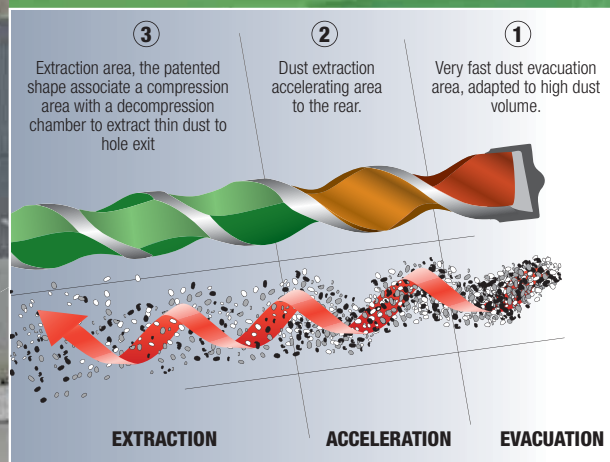 3
Extraction area, the patented
shape associate a compression
area with a decompression
chamber to extract thin dust to
hole exit
2
Dust extraction
accelerating area
to the rear.
1
Very fast dust evacuation
area, adapted to high dust
volume.
EXTRACTION
ACCELERATION
EVACUATION